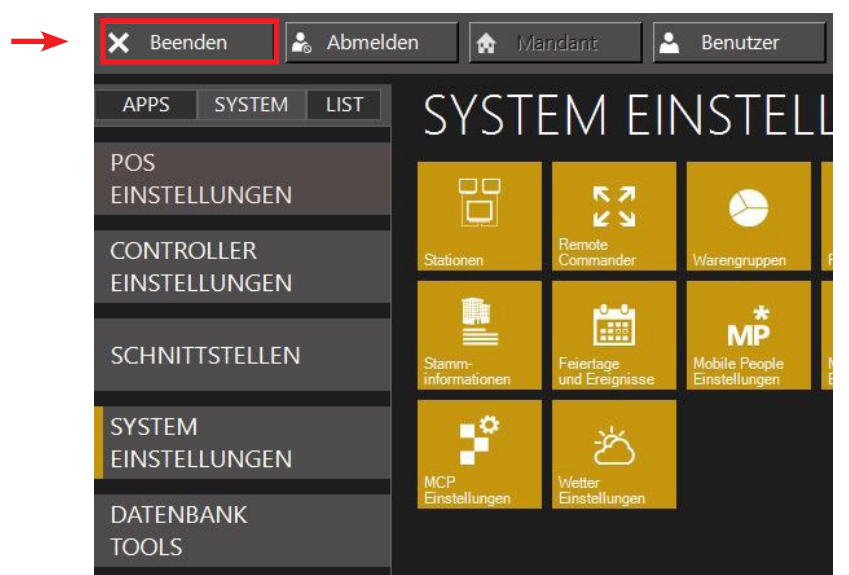 Beenden
Abmelden
Mandant
Benutzer
APPS
SYSTEM
LIST
SYSTEM EINSTELL
POS
EINSTELLUNGEN
CONTROLLER
EINSTELLUNGEN
SCHNITTSTELLEN
SYSTEM
EINSTELLUNGEN
DATENBANK
TOOLS
Stationen
Remote
Commander
Warengruppen
Stamm-
informationen
Feiertage
und Ereignisse
MP
Mobile People
Einstellungen
MCP
Einstellungen
Wetter
Einstellungen